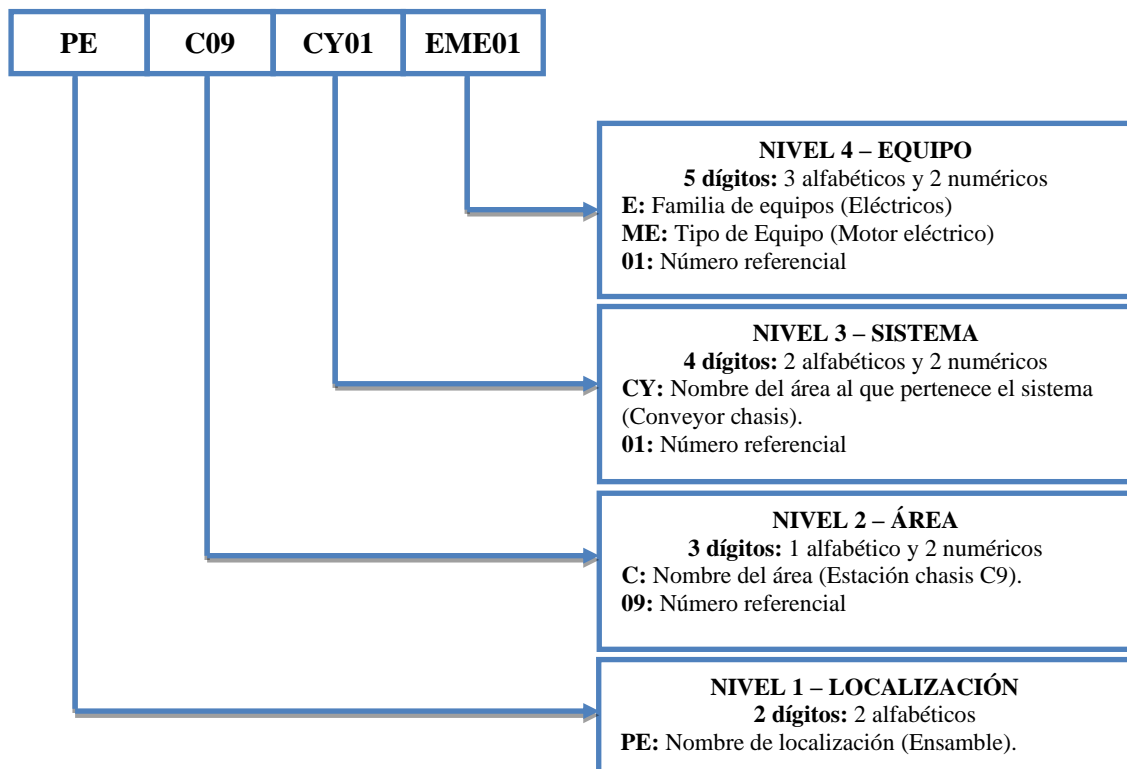 PE C09 CY01 EME01
NIVEL 4 – EQUIPO
5 dígitos: 3 alfabéticos y 2 numéricos
E: Familia de equipos (Eléctricos)
ME: Tipo de Equipo (Motor eléctrico)
01: Número referencial
NIVEL 3 – SISTEMA
4 dígitos: 2 alfabéticos y 2 numéricos
CY: Nombre del área al que pertenece el sistema
(Conveyor chasis).
01: Número referencial
NIVEL 2 – ÁREA
3 dígitos: 1 alfabético y 2 numéricos
C: Nombre del área (Estación chasis C9).
09: Número referencial
NIVEL 1 – LOCALIZACIÓN
2 dígitos: 2 alfabéticos
PE: Nombre de localización (Ensamble).